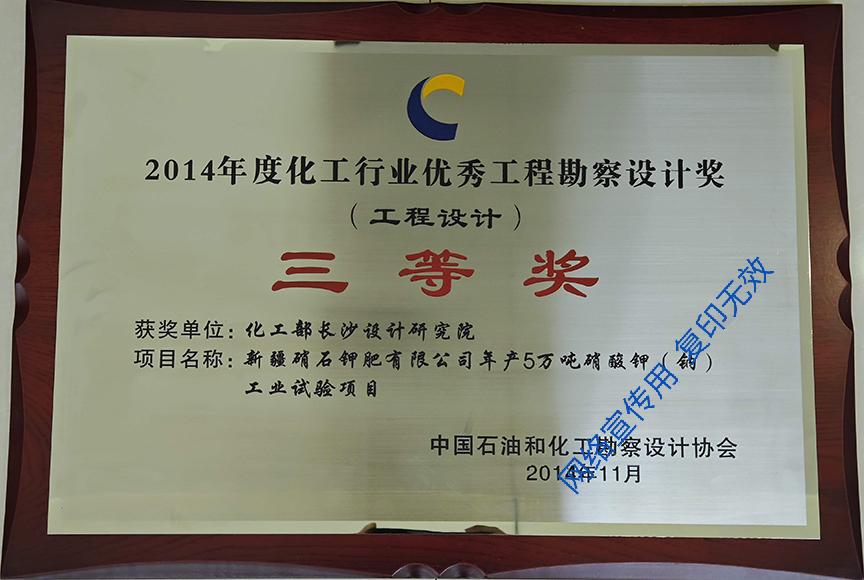 2014年度化工行业优秀工程勘察设计奖
（工程设计）
三等奖
获奖单位：化工部长沙设计研究院
项目名称：新疆硝石钾肥有限公司年产5万吨硝酸钾（钠）
工业试验项目
中国石油和化工勘察设计协会
2014年11月
网络宣传用 复印无效